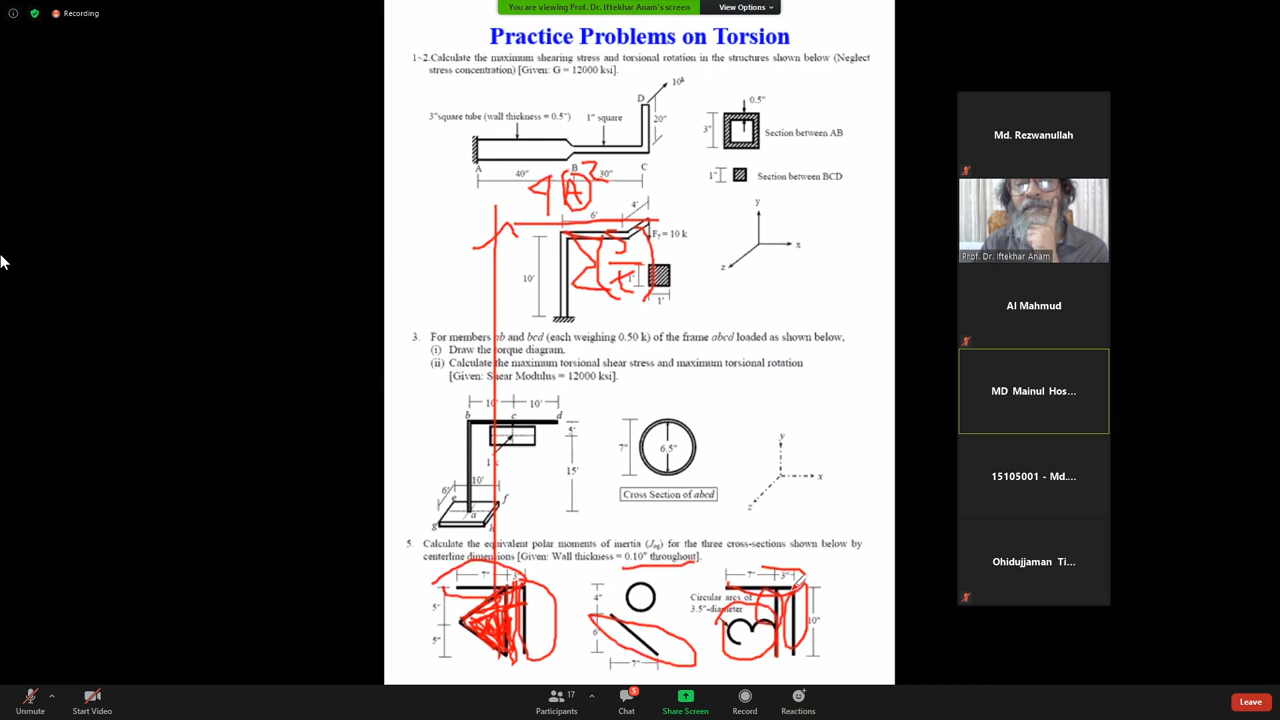 Recording
You are viewing Prof. Dr. Iftekhar Anam's screen
View Options
Practice Problems on Torsion
1~2.Calculate the maximum shearing stress and torsional rotation in the structures shown below (Neglect
stress concentration) [Given: G = 12000 ksi].
10k
D
3"square tube (wall thickness = 0.5")
1" square
20"
A
B
C
40"
30"
0.5"
3"
Section between AB
1"
Section between BCD
4 A 2
4'
6'
Fy = 10 k
10'
1'
1'
Y
x
z
3. For members ab and bcd (each weighing 0.50 k) of the frame abcd loaded as shown below,
(i) Draw the torque diagram.
(ii) Calculate the maximum torsional shear stress and maximum torsional rotation
[Given: Shear Modulus = 12000 ksi].
10'
10'
b
c
d
5'
1 k
15'
10'
6'
e
f
a
g
h
7"
6.5"
Cross Section of abcd
y
x
z
5. Calculate the equivalent polar moments of inertia (Jeq) for the three cross-sections shown below by
centerline dimensions [Given: Wall thickness = 0.10" throughout].
7"
3"
5"
5"
4"
6"
7"
7"
3"
Circular arcs of
3.5"-diameter
10"
Md. Rezwanullah
Prof. Dr. Iftekhar Anam
Al Mahmud
MD Mainul Hos...
15105001 - Md....
Ohidujjaman Ti...
Unmute
Start Video
17
Participants
5
Chat
Share Screen
Record
Reactions
Leave